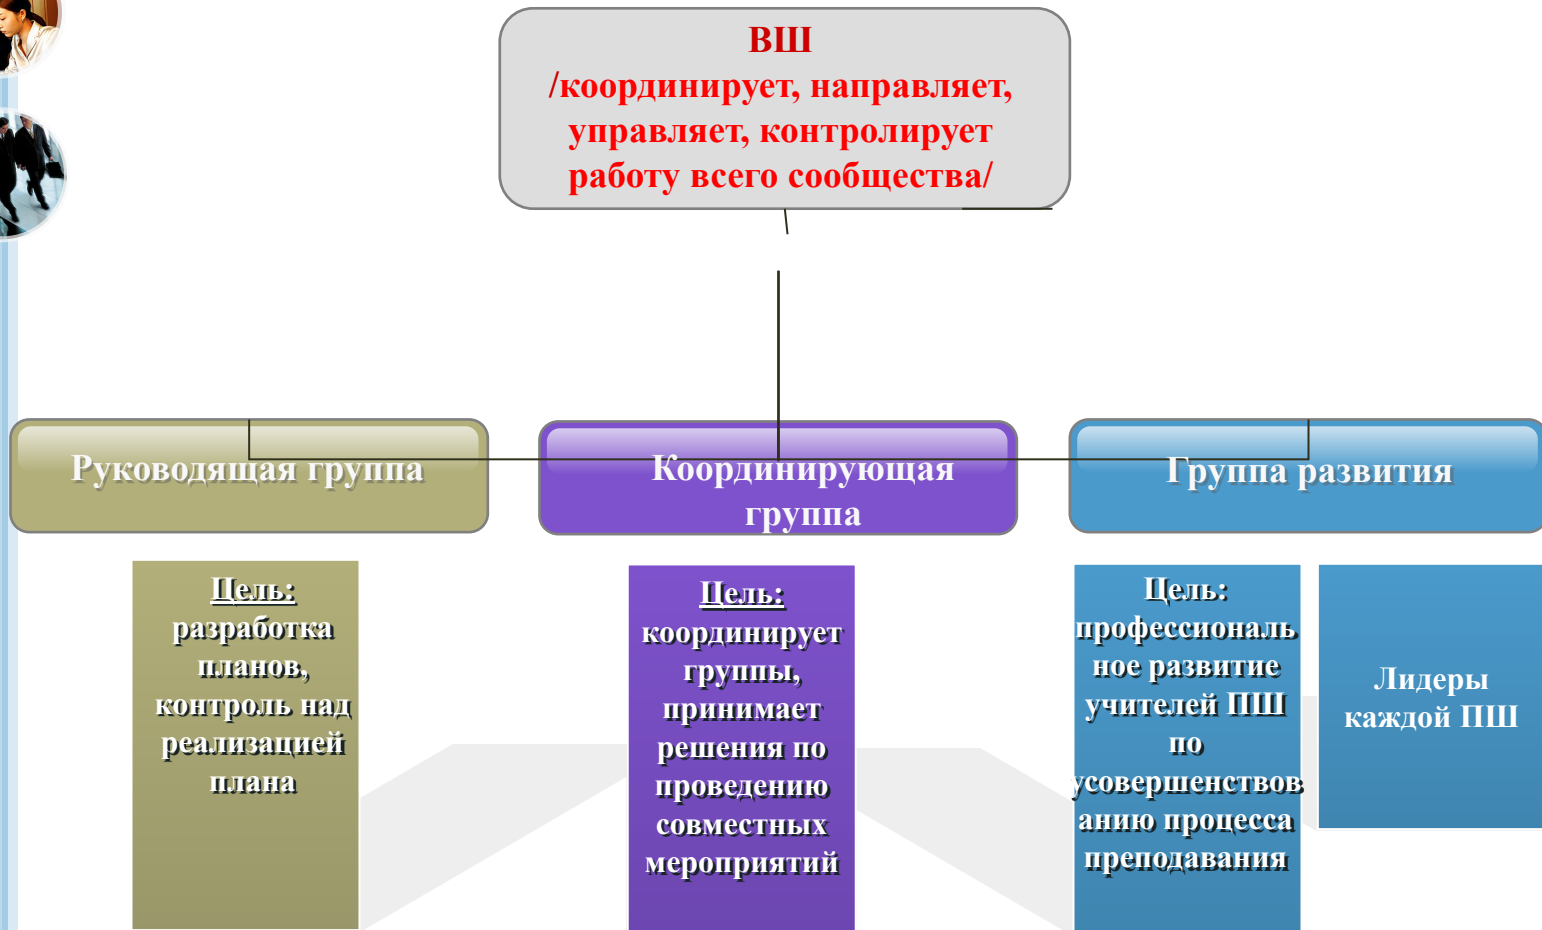 ВШ
/координирует, направляет,
управляет, контролирует
работу всего сообщества/
Руководящая группа
Координирующая
группа
Группа развития
Цель:
разработка
планов,
контроль над
реализацией
плана
Цель:
координирует
группы,
принимает
решения по
проведению
совместных
мероприятий
Цель:
профессиональ
ное развитие
учителей ПШ
по
усовершенствов
анию процесса
преподавания
Лидеры
каждой ПШ